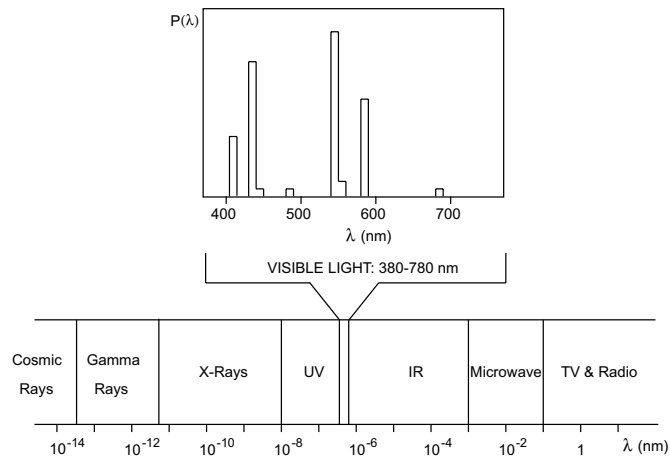 P(λ)
400 500 600 700
λ (nm)
VISIBLE LIGHT: 380-780 nm
Cosmic Rays
Gamma Rays
X-Rays
UV
IR
Microwave
TV & Radio
10-14 10-12 10-10 10-8 10-6 10-4 10-2 1 λ (nm)